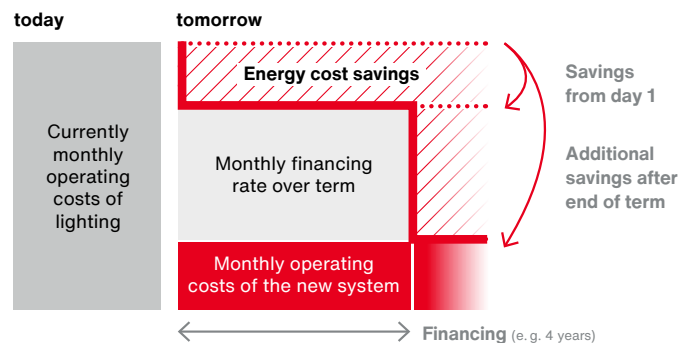 today
tomorrow
Currently
monthly
operating
costs of
lighting
Energy cost savings
Monthly financing
rate over term
Monthly operating
costs of the new system
Savings
from day 1
Additional
savings after
end of term
Financing (e. g. 4 years)